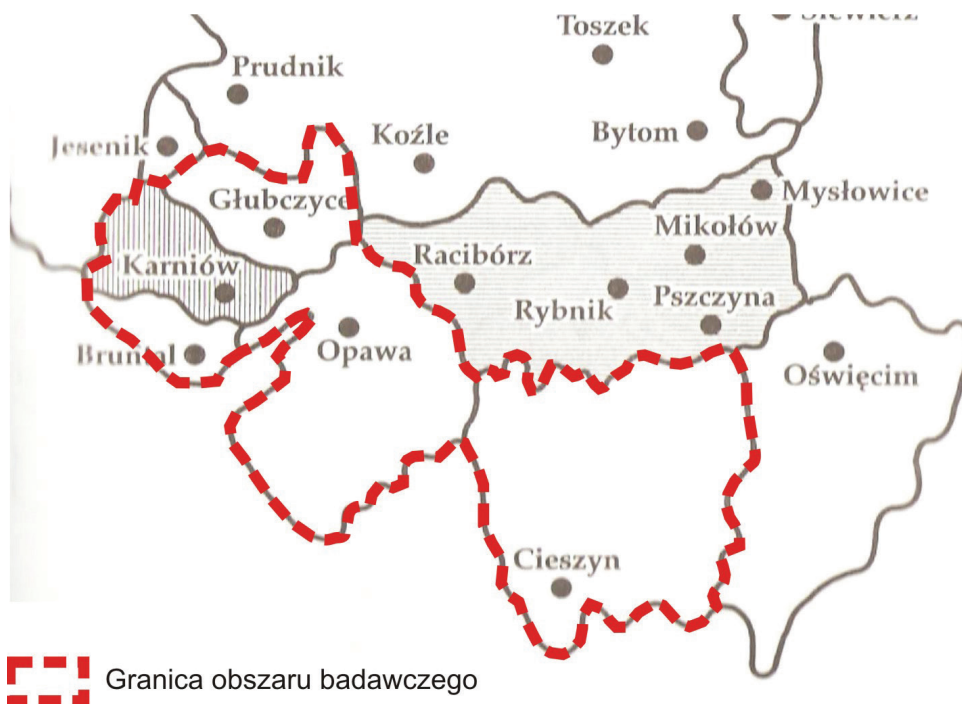 Toszek
Prudnik
Koźle
Bytom
Jesenik
Mysłowice
Głubczyce
Mikołów
Racibórz
Karniów
Rybnik
Pszczyna
Opawa
Oświęcim
Cieszyn
Granica obszaru badawczego